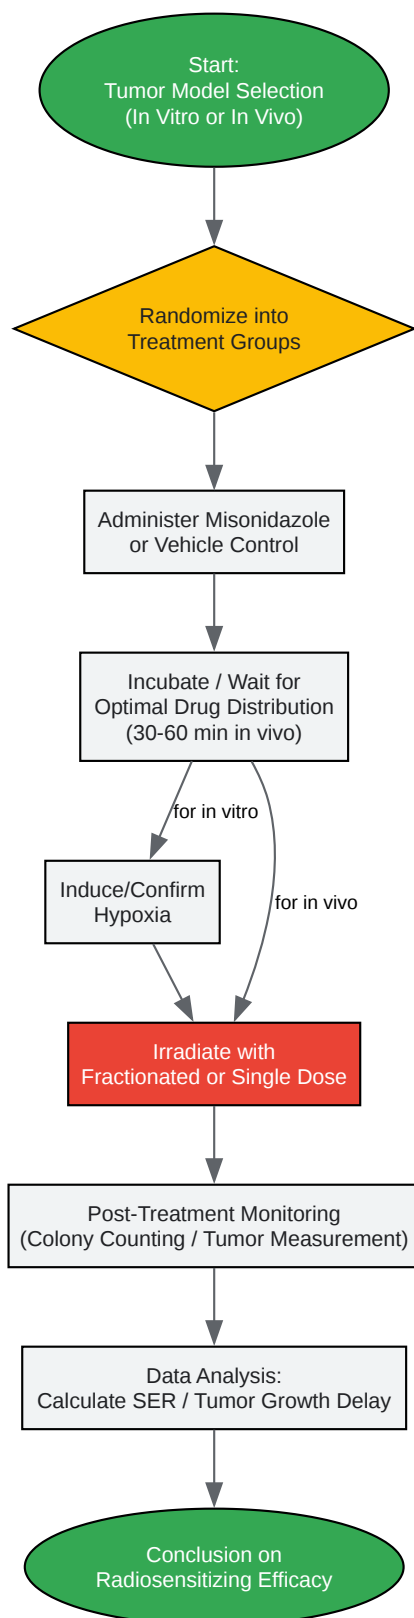 Start:
Tumor Model Selection
(In Vitro or In Vivo)
Randomize into
Treatment Groups
Administer Misonidazole
or Vehicle Control
Incubate / Wait for
Optimal Drug Distribution
(30-60 min in vivo)
for in vitro
Induce/Confirm
Hypoxia
for in vivo
Irradiate with
Fractionated or Single Dose
Post-Treatment Monitoring
(Colony Counting / Tumor Measurement)
Data Analysis:
Calculate SER / Tumor Growth Delay
Conclusion on
Radiosensitizing Efficacy